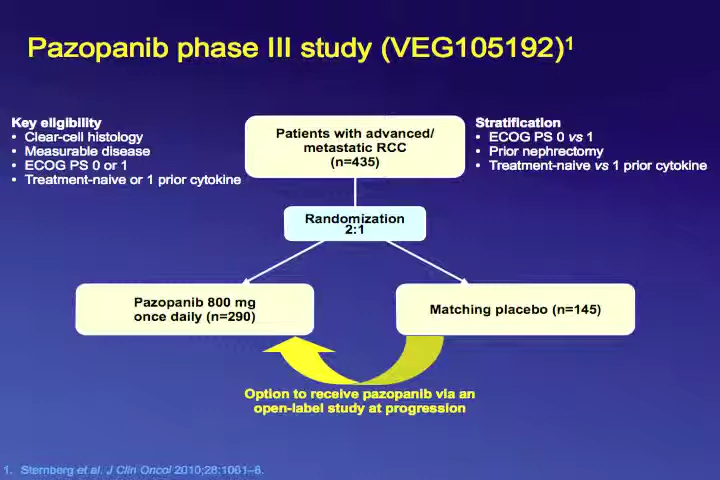 Pazopanib phase III study (VEG105192)¹
Key eligibility
• Clear-cell histology
• Measurable disease
• ECOG PS 0 or 1
• Treatment-naive or 1 prior cytokine
Patients with advanced/
metastatic RCC
(n=435)
Stratification
• ECOG PS 0 vs 1
• Prior nephrectomy
• Treatment-naive vs 1 prior cytokine
Randomization
2:1
Pazopanib 800 mg
once daily (n=290)
Matching placebo (n=145)
Option to receive pazopanib via an
open-label study at progression
1. Sternberg et al. J Clin Oncol 2010;28:1061–8.